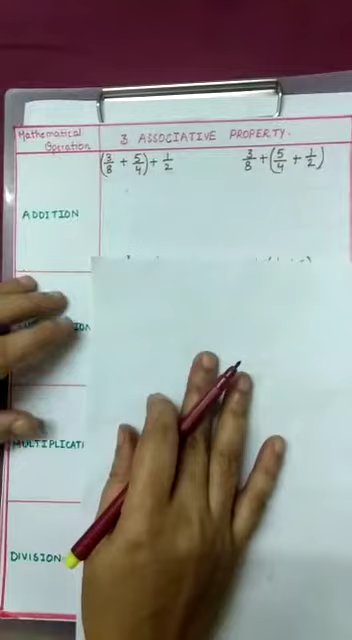 Mathematical Operation
3 ASSOCIATIVE PROPERTY.
ADDITION
(3/8 + 5/4) + 1/2
3/8 + (5/4 + 1/2)
MULTIPLICATI
DIVISION